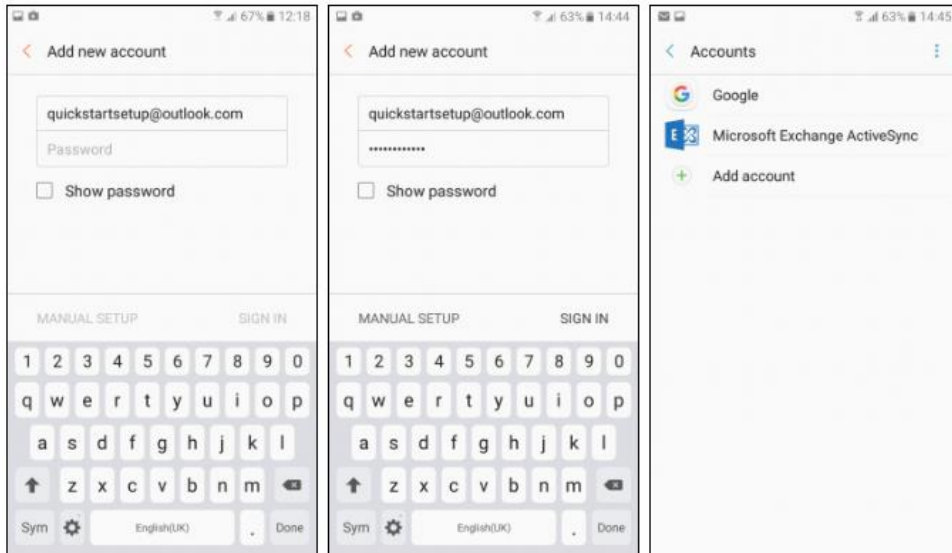 67% 12:18
Add new account
quickstartsetup@outlook.com
Password
Show password
MANUAL SETUP SIGN IN
1 2 3 4 5 6 7 8 9 0
q w e r t y u i o p
a s d f g h j k l
z x c v b n m
Sym English(UK) . Done
63% 14:44
Add new account
quickstartsetup@outlook.com
••••••••••••
Show password
MANUAL SETUP SIGN IN
1 2 3 4 5 6 7 8 9 0
q w e r t y u i o p
a s d f g h j k l
z x c v b n m
Sym English(UK) . Done
63% 14:45
Accounts
G Google
E Microsoft Exchange ActiveSync
+ Add account